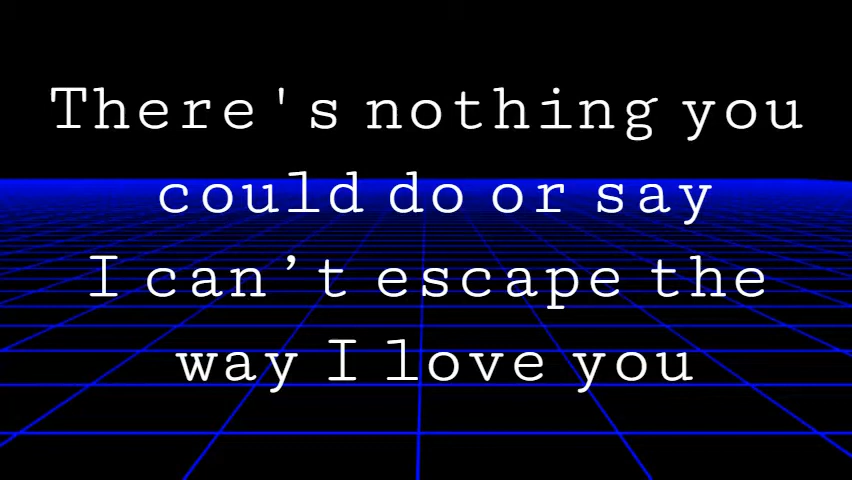 There's nothing you
could do or say
I can’t escape the
way I love you